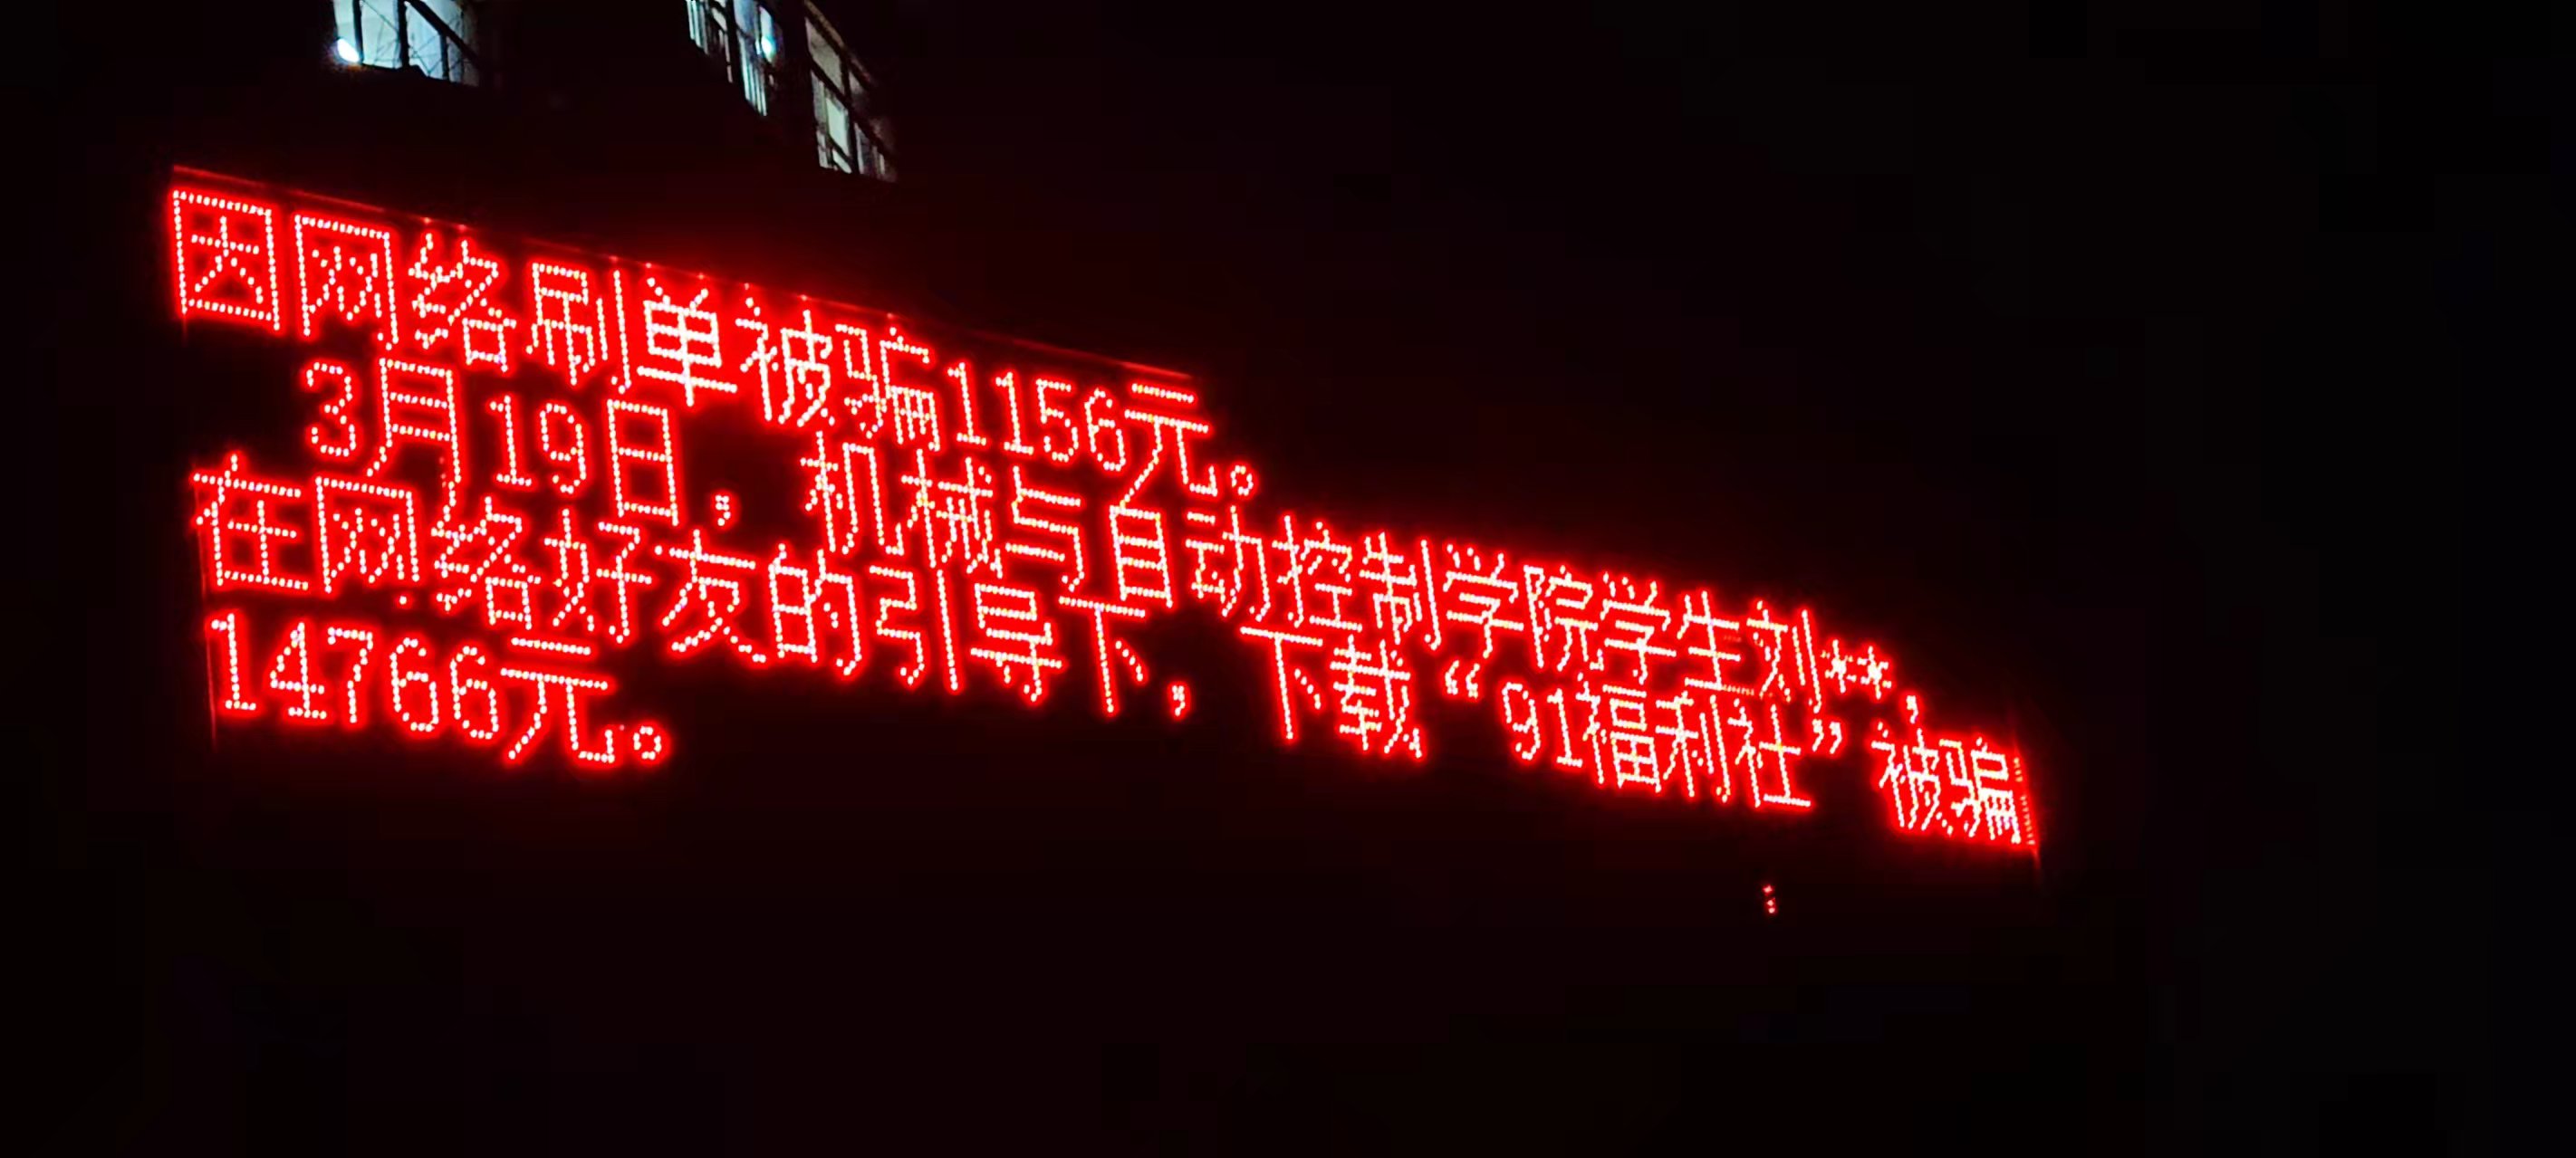 因网络刷单被骗1156元。
3月19日，机械与自动控制学院学生刘**，
在网络好友的引导下，下载“91福利社”被骗
14766元。